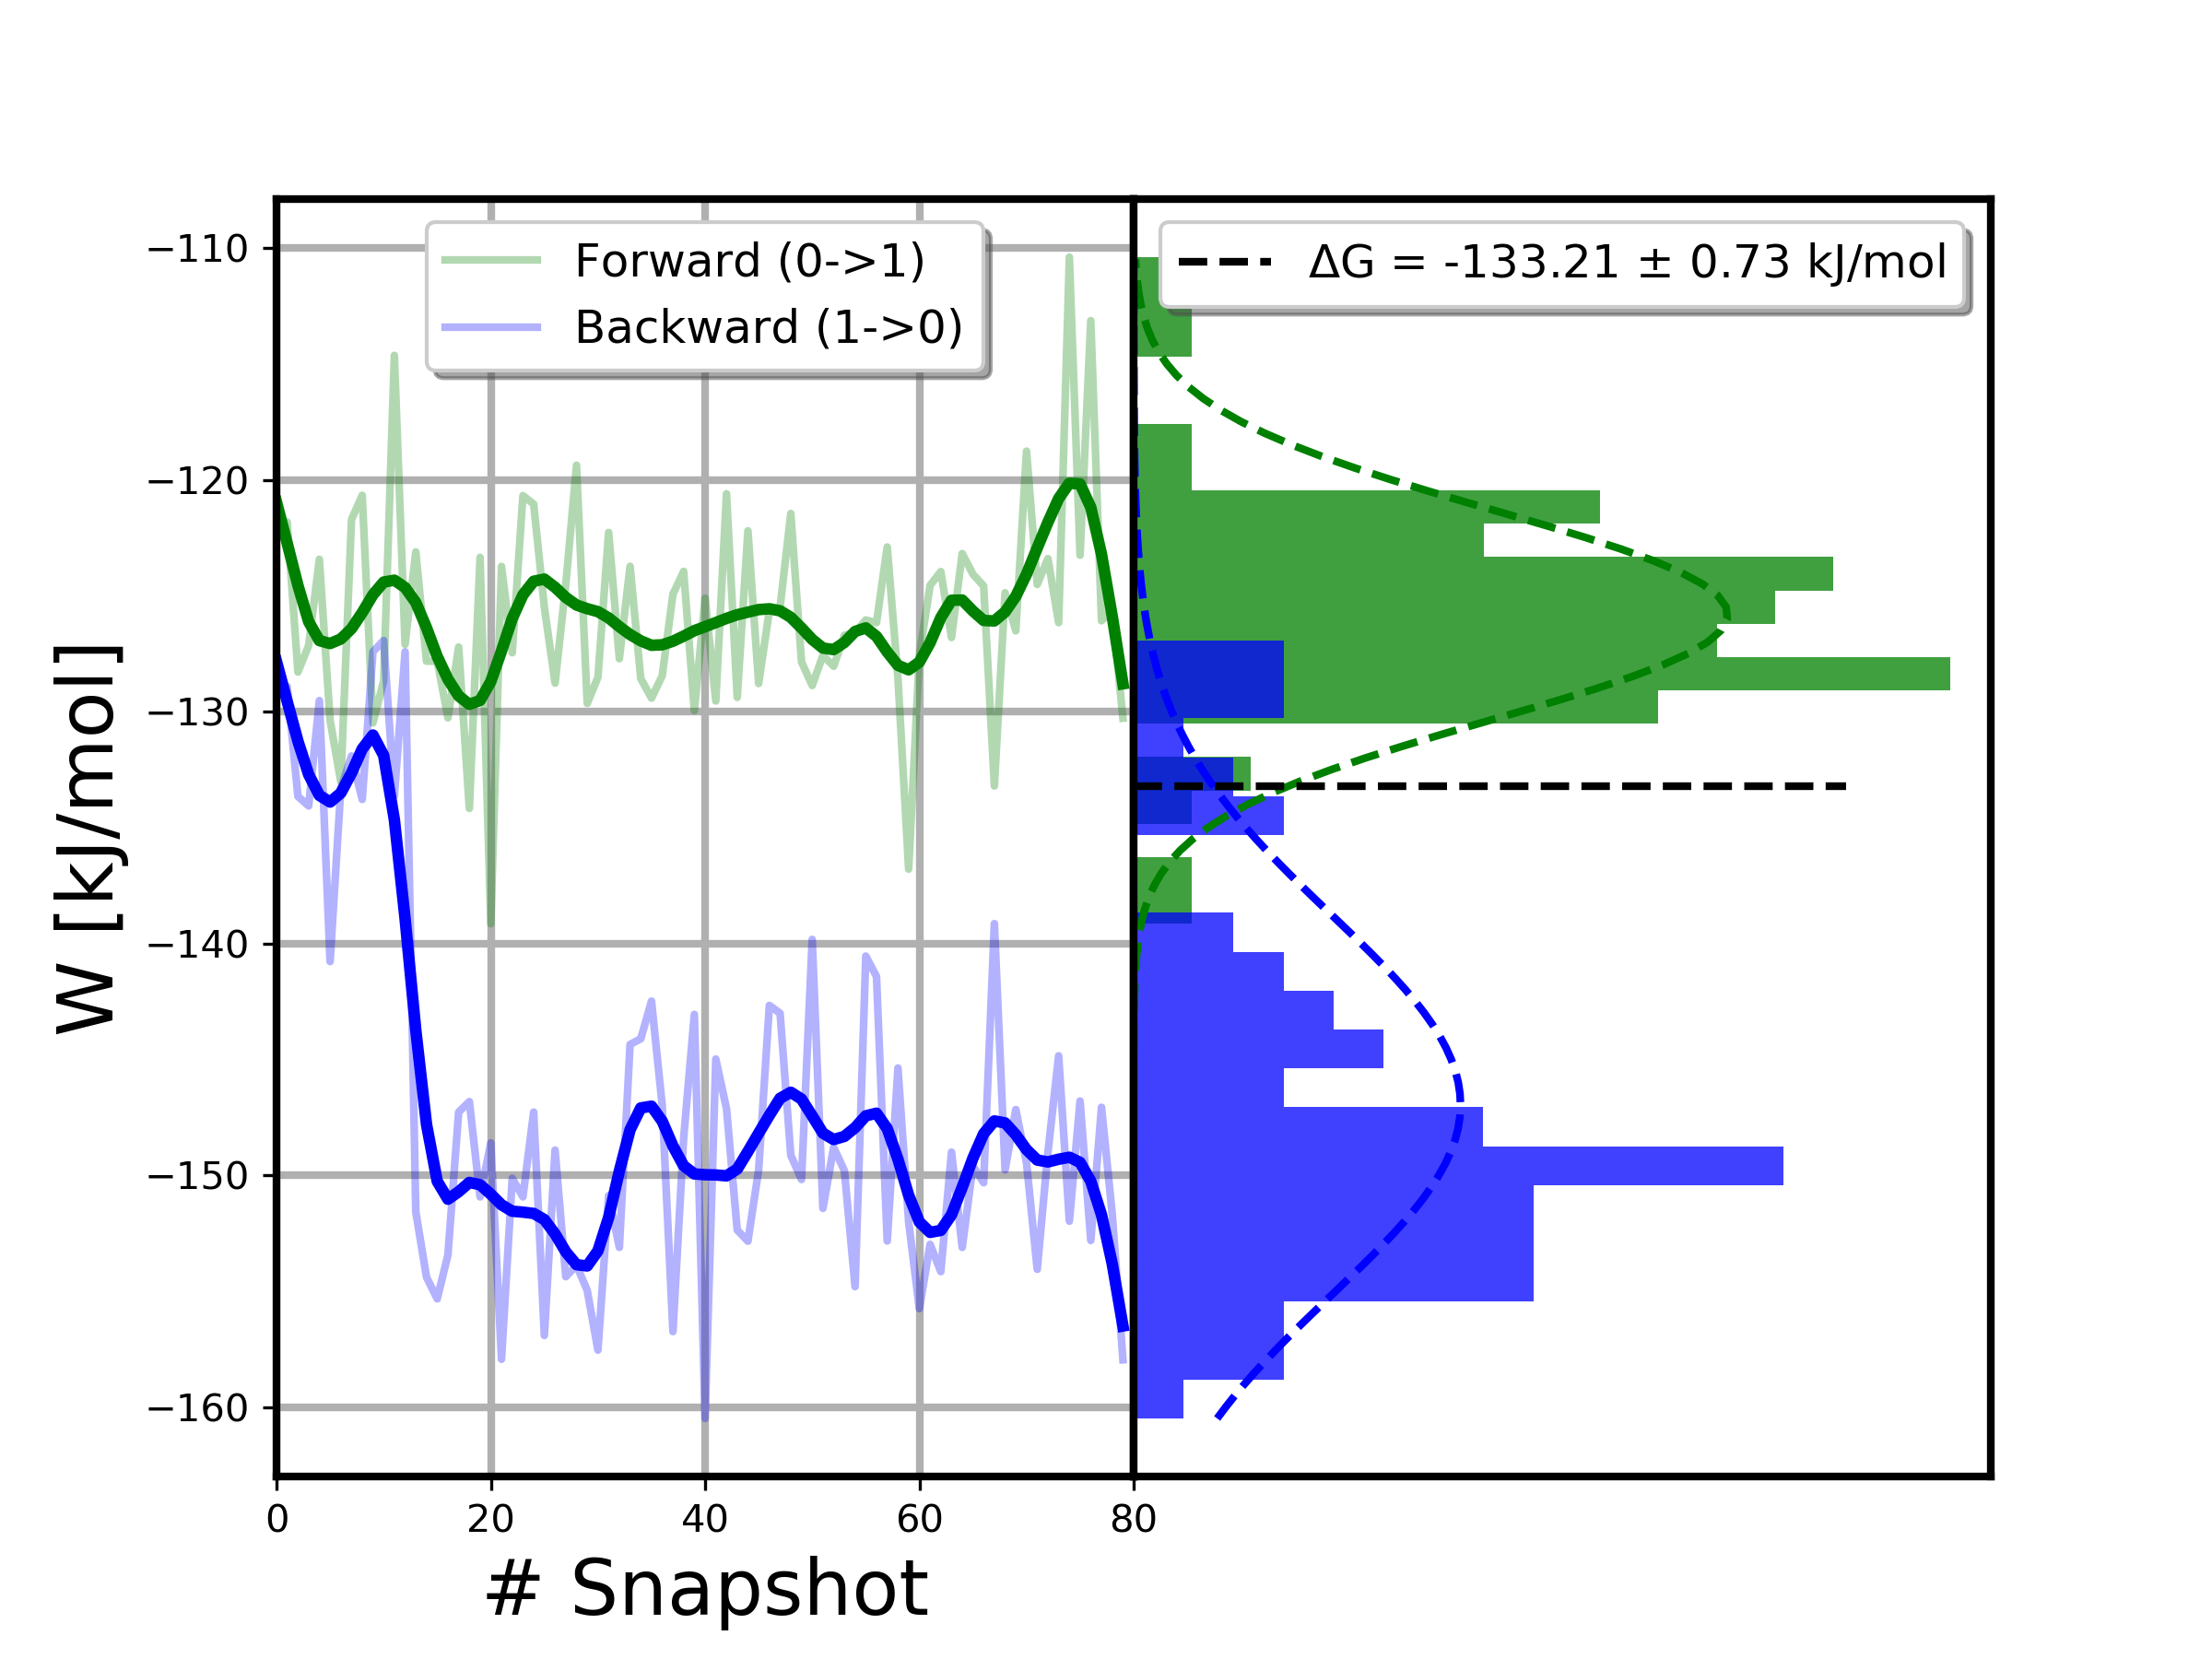 W [kJ/mol]
−110
−120
−130
−140
−150
−160
Forward (0->1)
Backward (1->0)
ΔG = -133.21 ± 0.73 kJ/mol
0 20 40 60 80
# Snapshot